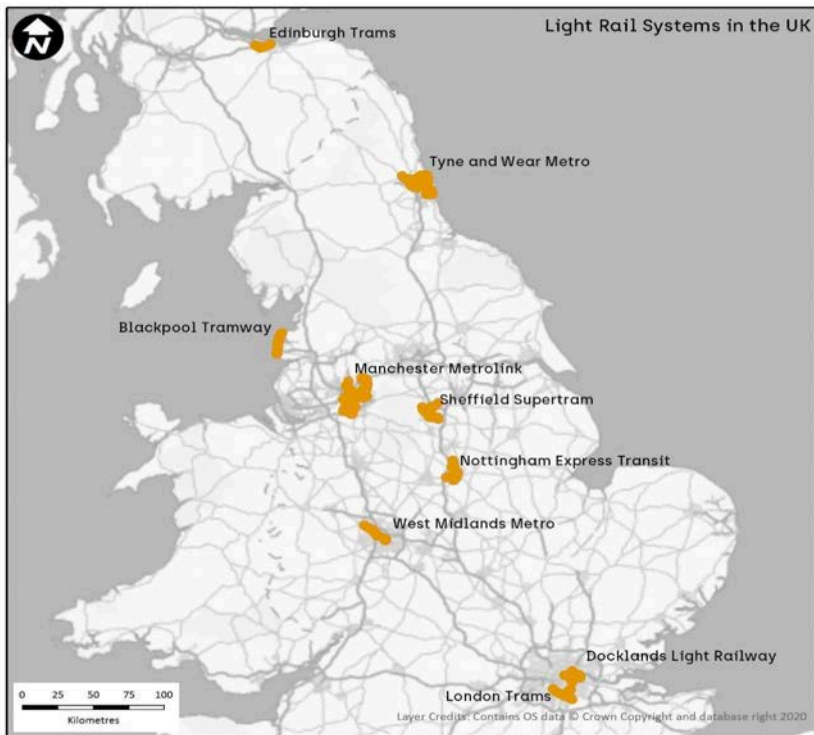 Light Rail Systems in the UK
N
Edinburgh Trams
Tyne and Wear Metro
Blackpool Tramway
Manchester Metrolink
Sheffield Supertram
Nottingham Express Transit
West Midlands Metro
Docklands Light Railway
London Trams
0 25 50 75 100
Kilometres
Layer Credits: Contains OS data © Crown Copyright and database right 2020